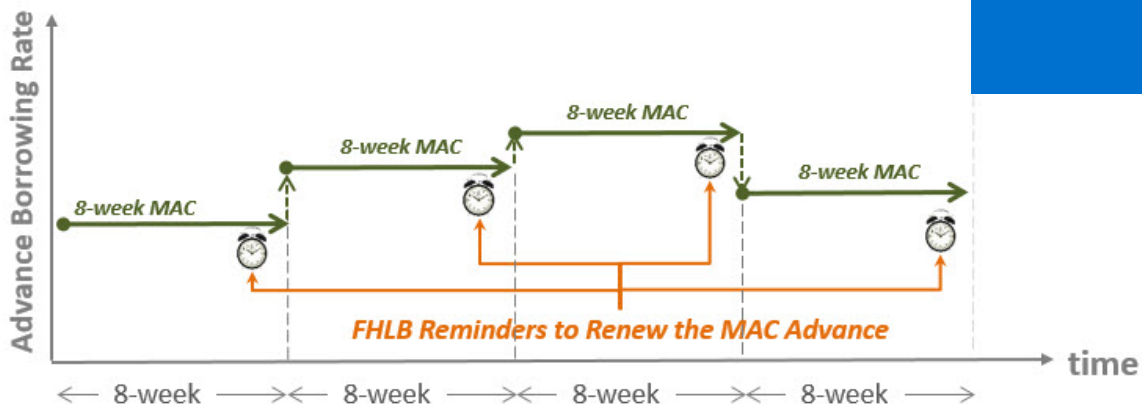 Advance Borrowing Rate
8-week MAC
8-week MAC
8-week MAC
8-week MAC
FHLB Reminders to Renew the MAC Advance
time
8-week
8-week
8-week
8-week